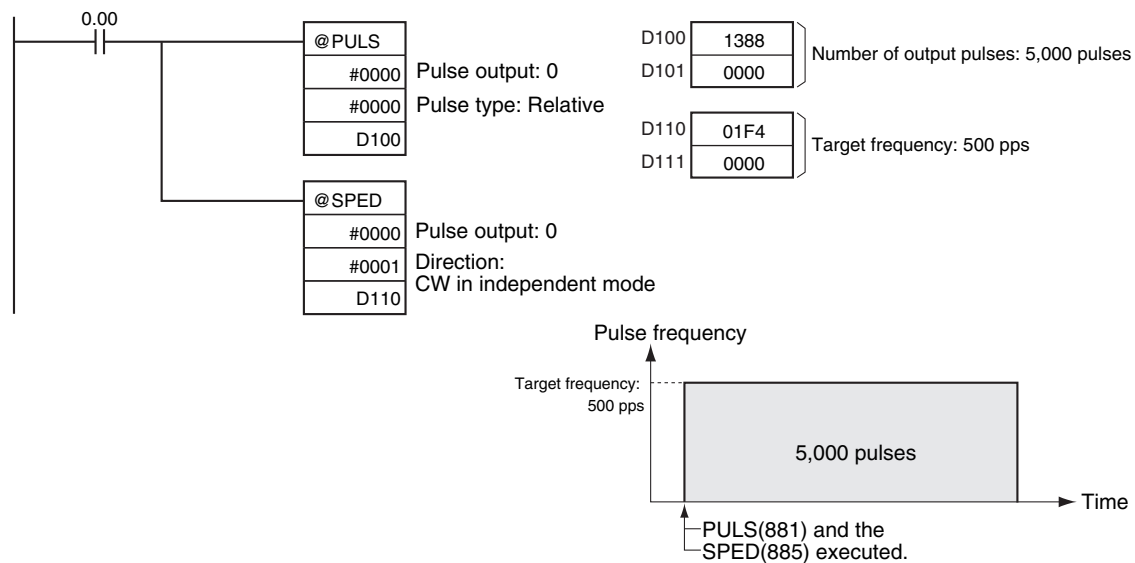 0.00
@PULS
#0000 Pulse output: 0
#0000 Pulse type: Relative
D100
D100 1388
D101 0000
Number of output pulses: 5,000 pulses
D110 01F4
D111 0000
Target frequency: 500 pps
@SPED
#0000 Pulse output: 0
#0001 Direction:
CW in independent mode
D110
Pulse frequency
Target frequency:
500 pps
5,000 pulses
Time
PULS(881) and the
SPED(885) executed.